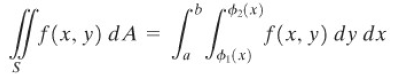 ∬_S f(x, y) dA = ∫_a^b ∫_{ϕ₁(x)}^{ϕ₂(x)} f(x, y) dy dx